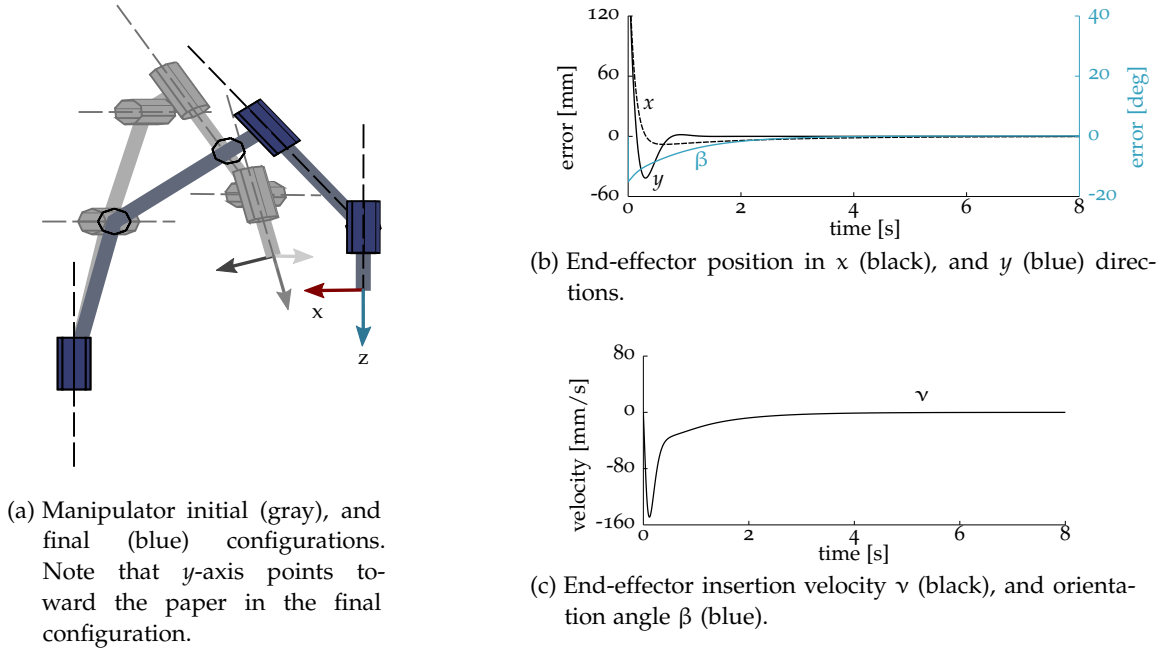 x
z
(a) Manipulator initial (gray), and
final (blue) configurations.
Note that y-axis points to-
ward the paper in the final
configuration.
120
60
0
-60
error [mm]
x
y
β
40
20
0
-20
error [deg]
0 2 4 6 8
time [s]
(b) End-effector position in x (black), and y (blue) direc-
tions.
80
0
-80
-160
velocity [mm/s]
ν
0 2 4 6 8
time [s]
(c) End-effector insertion velocity ν (black), and orienta-
tion angle β (blue).